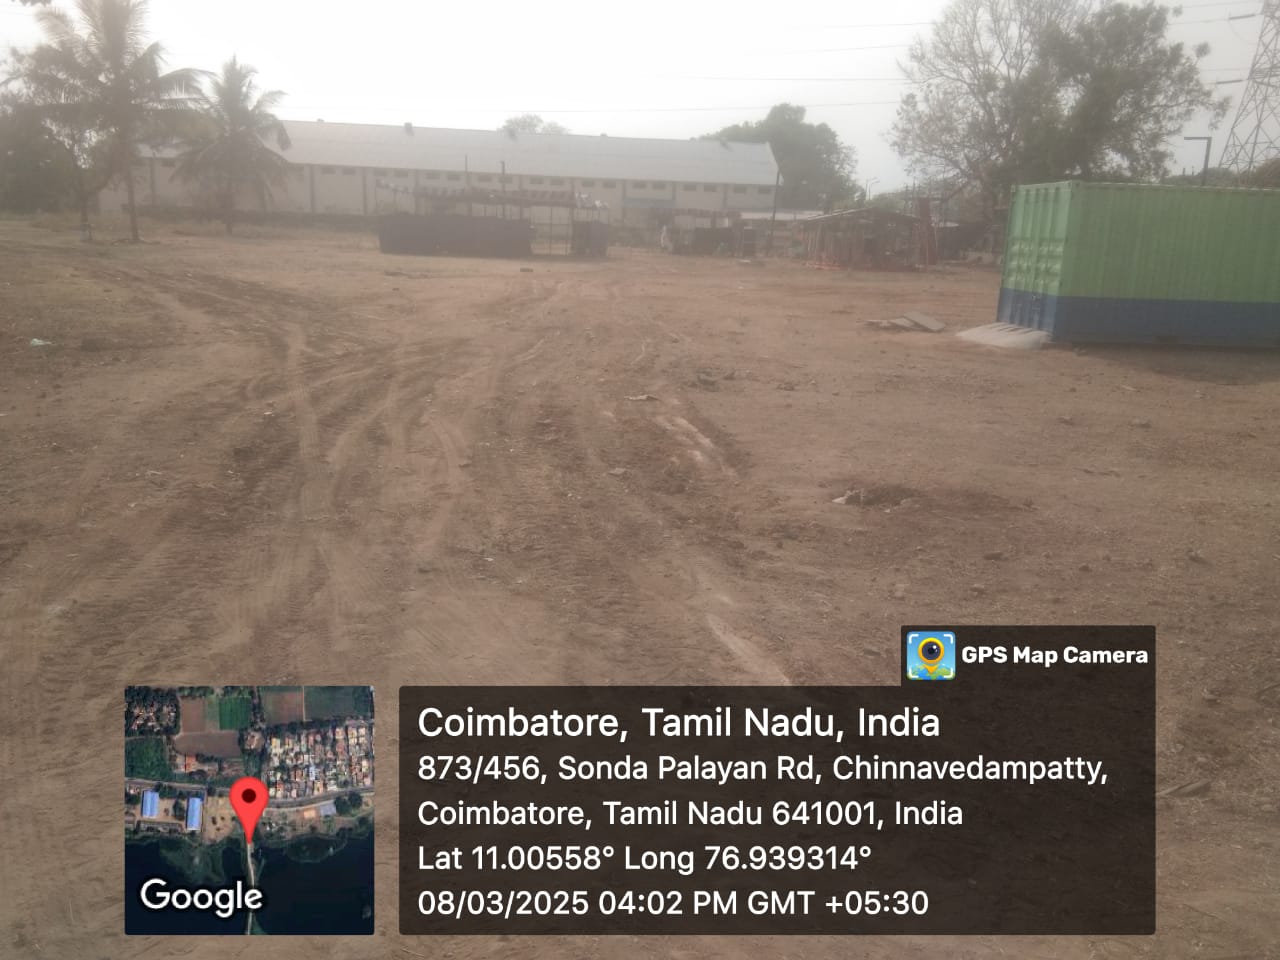 GPS Map Camera
Coimbatore, Tamil Nadu, India
873/456, Sonda Palayan Rd, Chinnavedampatty,
Coimbatore, Tamil Nadu 641001, India
Lat 11.00558° Long 76.939314°
08/03/2025 04:02 PM GMT +05:30
Google